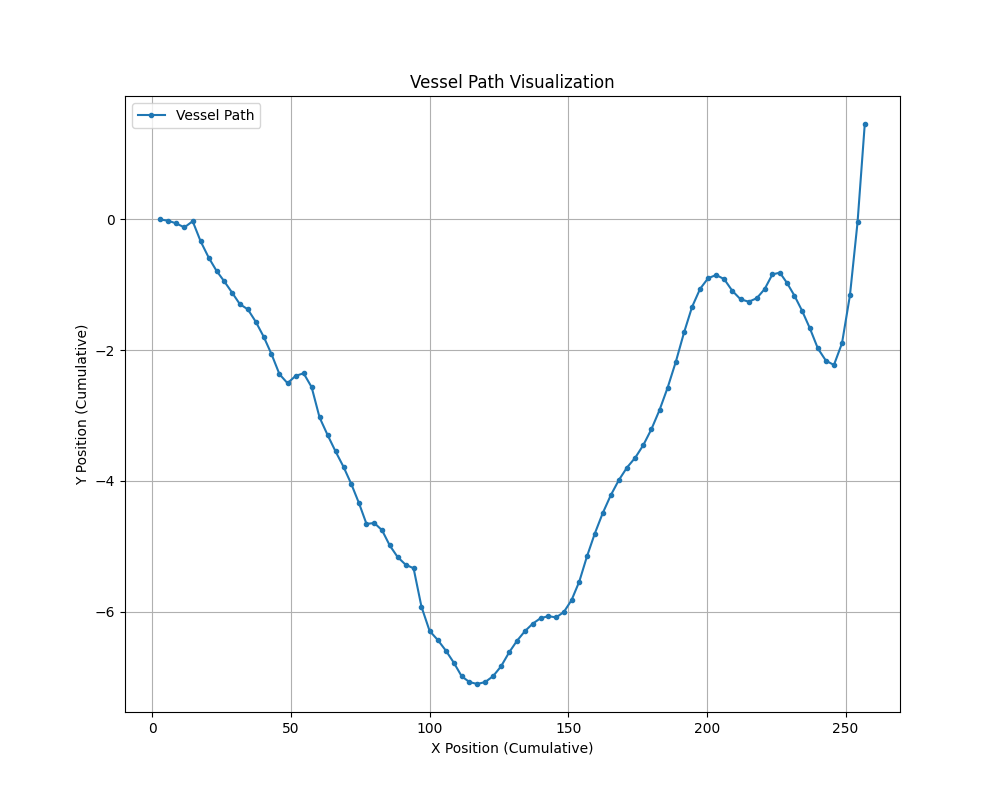 Vessel Path Visualization
Vessel Path
0
−2
−4
−6
Y Position (Cumulative)
0 50 100 150 200 250
X Position (Cumulative)